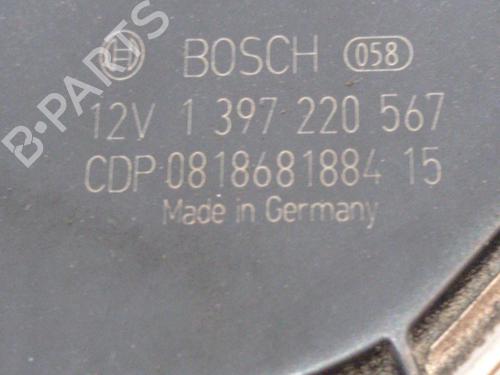 BOSCH 058
12V 1 397 220 567
CDP 0818681884 15
Made in Germany
B-PARTS